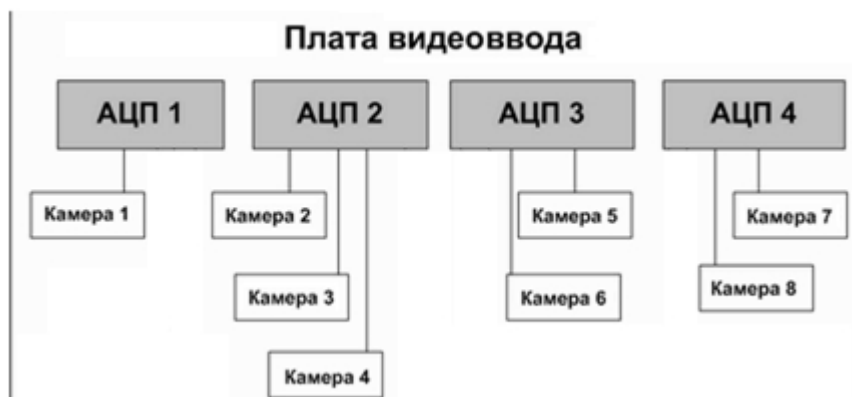 Плата видеоввода
АЦП 1
АЦП 2
АЦП 3
АЦП 4
Камера 1
Камера 2
Камера 5
Камера 7
Камера 3
Камера 6
Камера 8
Камера 4